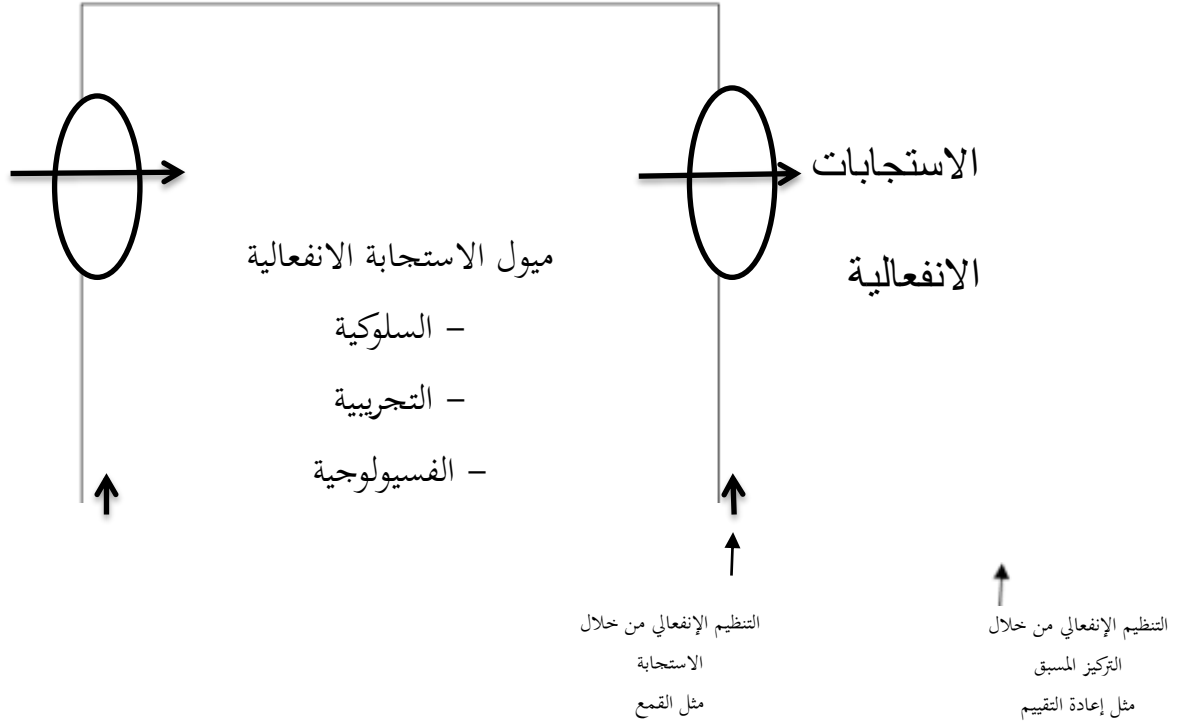 الاستجابات
الانفعالية
ميول الاستجابة الانفعالية
– السلوكية
– التجريبية
– الفسيولوجية
التنظيم الإنفعالي من خلال
التركيز المسبق
مثل إعادة التقييم
التنظيم الإنفعالي من خلال
الاستجابة
مثل القمع